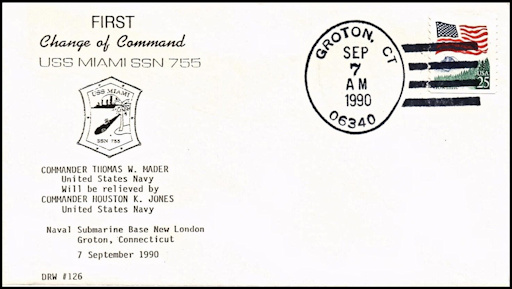 FIRST
Change of Command
USS MIAMI SSN 755
USS MIAMI
SSN 755
COMMANDER THOMAS W. MADER
United States Navy
Will be relieved by
COMMANDER HOUSTON K. JONES
United States Navy
Naval Submarine Base New London
Groton, Connecticut
7 September 1990
DRW #126
GROTON, CT
SEP
7
AM
1990
06340
USA
25